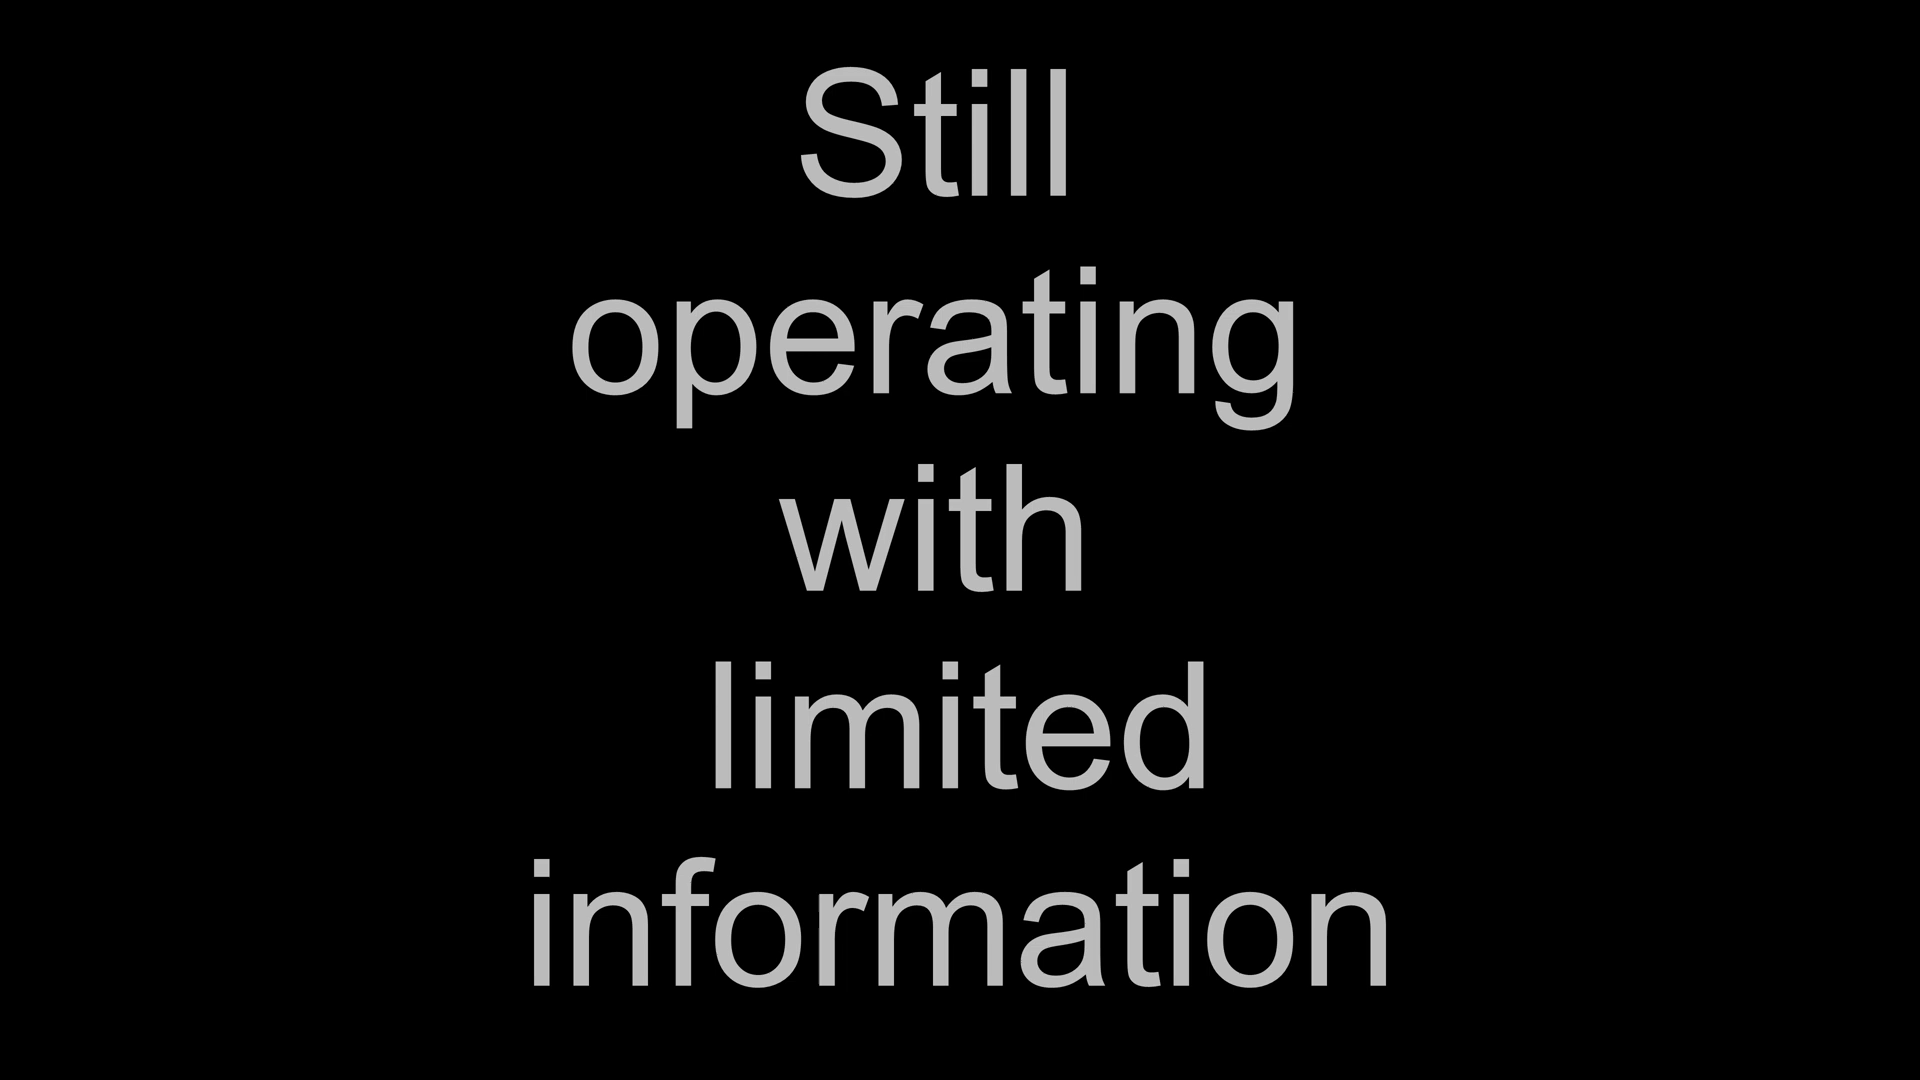 Still
operating
with
limited
information